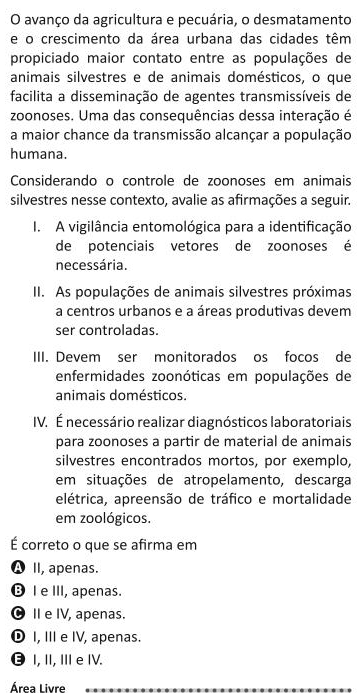 O avanço da agricultura e pecuária, o desmatamento
e o crescimento da área urbana das cidades têm
propiciado maior contato entre as populações de
animais silvestres e de animais domésticos, o que
facilita a disseminação de agentes transmissíveis de
zoonoses. Uma das consequências dessa interação é
a maior chance da transmissão alcançar a população
humana.
Considerando o controle de zoonoses em animais
silvestres nesse contexto, avalie as afirmações a seguir.
I. A vigilância entomológica para a identificação
de potenciais vetores de zoonoses é
necessária.
II. As populações de animais silvestres próximas
a centros urbanos e a áreas produtivas devem
ser controladas.
III. Devem ser monitorados os focos de
enfermidades zoonóticas em populações de
animais domésticos.
IV. É necessário realizar diagnósticos laboratoriais
para zoonoses a partir de material de animais
silvestres encontrados mortos, por exemplo,
em situações de atropelamento, descarga
elétrica, apreensão de tráfico e mortalidade
em zoológicos.
É correto o que se afirma em
A II, apenas.
B I e III, apenas.
C II e IV, apenas.
D I, III e IV, apenas.
E I, II, III e IV.
Área Livre